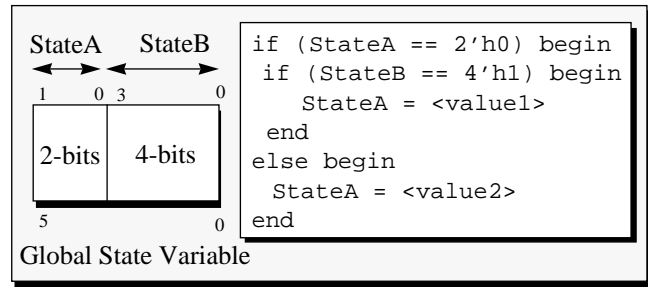 StateA StateB
1 0 3 0
2-bits 4-bits
5 0
Global State Variable
if (StateA == 2’h0) begin
if (StateB == 4’h1) begin
StateA = <value1>
end
else begin
StateA = <value2>
end